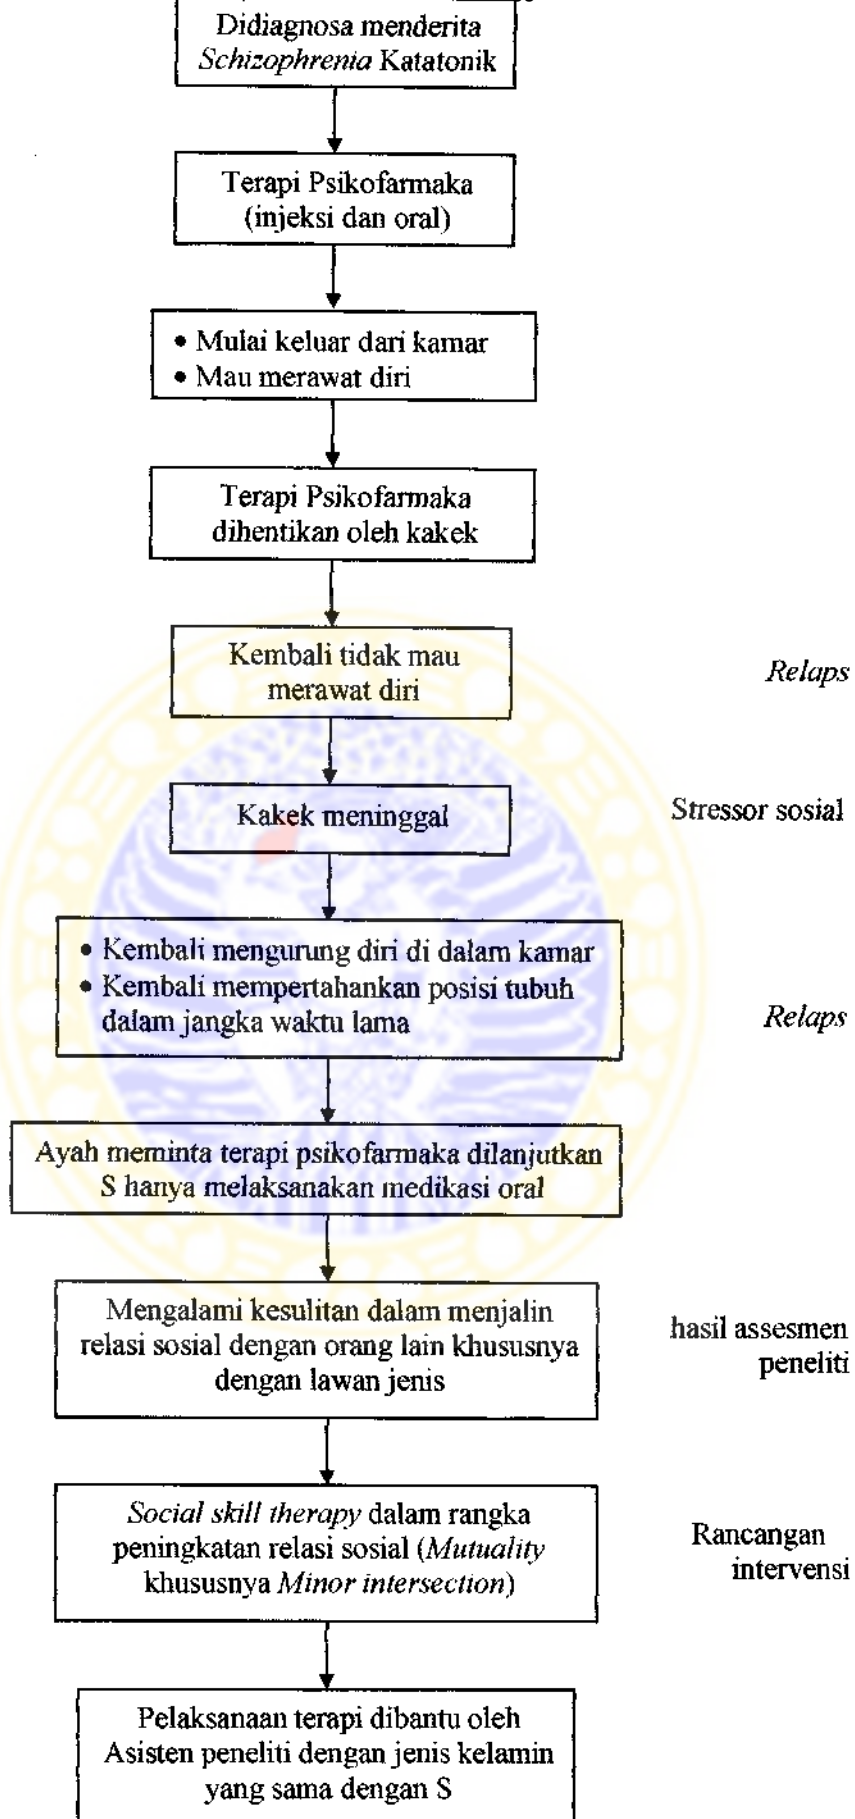 Didiagnosa menderita
Schizophrenia Katatonik
Terapi Psikofarmaka
(injeksi dan oral)
• Mulai keluar dari kamar
• Mau merawat diri
Terapi Psikofarmaka
dihentikan oleh kakek
Kembali tidak mau
merawat diri
Relaps
Kakek meninggal
Stressor sosial
• Kembali mengurung diri di dalam kamar
• Kembali mempertahankan posisi tubuh
dalam jangka waktu lama
Relaps
Ayah meminta terapi psikofarmaka dilanjutkan
S hanya melaksanakan medikasi oral
Mengalami kesulitan dalam menjalin
relasi sosial dengan orang lain khususnya
dengan lawan jenis
hasil assesmen
peneliti
Social skill therapy dalam rangka
peningkatan relasi sosial (Mutuality
khususnya Minor intersection)
Rancangan
intervensi
Pelaksanaan terapi dibantu oleh
Asisten peneliti dengan jenis kelamin
yang sama dengan S